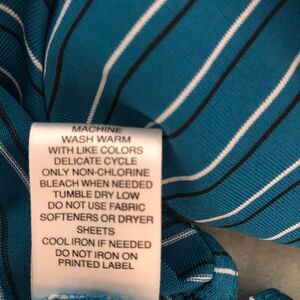 MACHINE
WASH WARM
WITH LIKE COLORS
DELICATE CYCLE
ONLY NON-CHLORINE
BLEACH WHEN NEEDED
TUMBLE DRY LOW
DO NOT USE FABRIC
SOFTENERS OR DRYER
SHEETS
COOL IRON IF NEEDED
DO NOT IRON ON
PRINTED LABEL